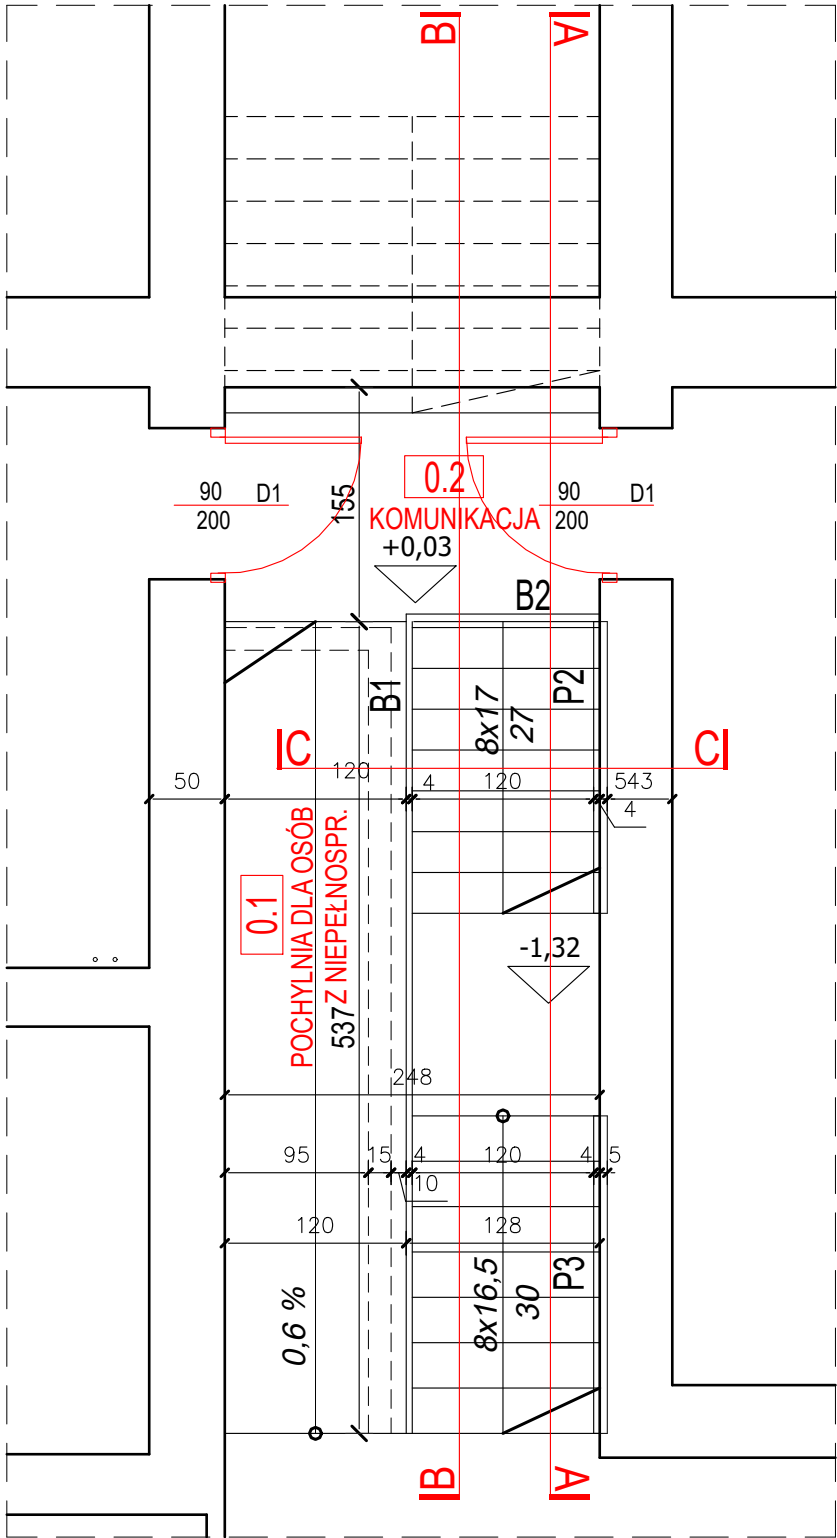 B
A
0.2
KOMUNIKACJA
90
200
D1
90
200
D1
155
+0,03
B2
B1
8x17
27
P2
C
C
50
120
4
120
543
4
0.1
POCHYLNIA DLA OSÓB
Z NIEPEŁNOSPR.
537
-1,32
248
95
15
4
10
120
4
5
120
128
0,6 %
8x16,5
30
P3
B
A